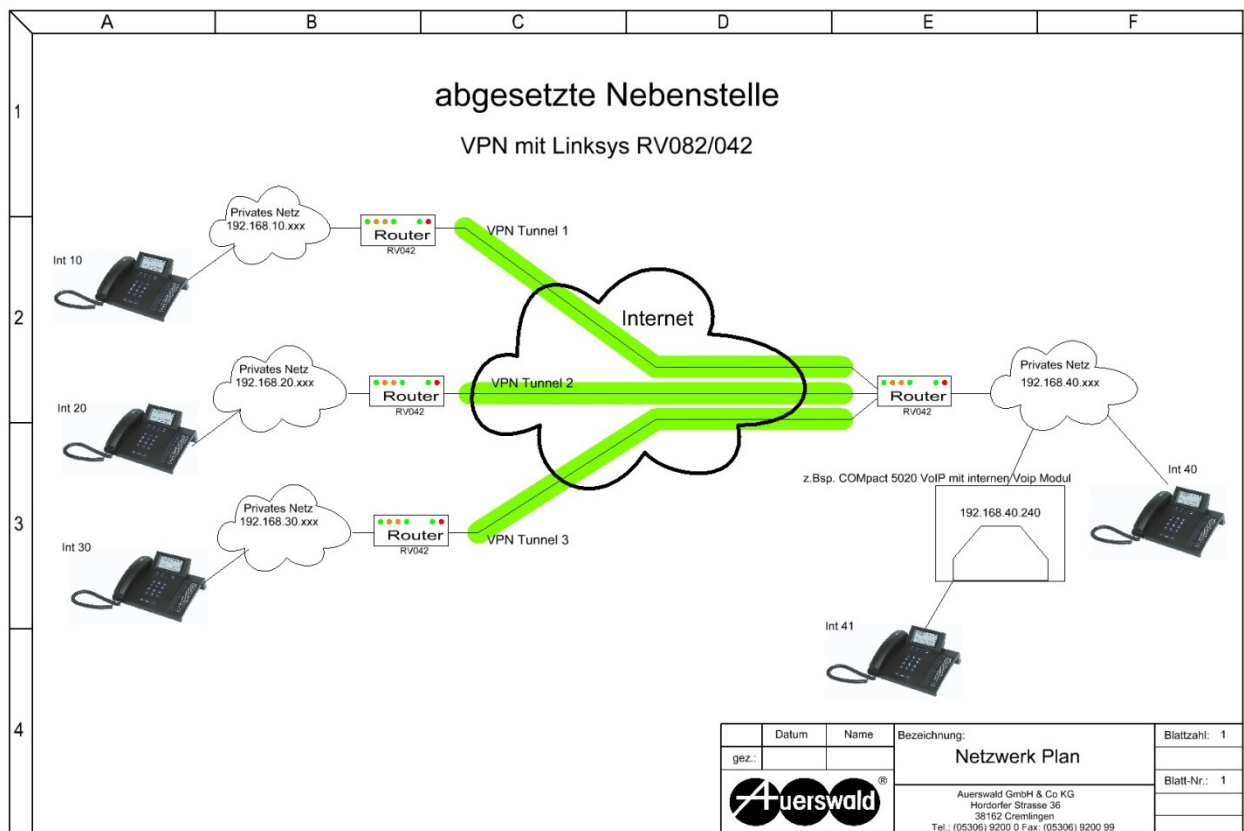 A B C D E F
1
abgesetzte Nebenstelle
VPN mit Linksys RV082/042
Privates Netz
192.168.10.xxx
Router
RV042
VPN Tunnel 1
Int 10
2
Internet
Privates Netz
192.168.20.xxx
Router
RV042
VPN Tunnel 2
Router
RV042
Privates Netz
192.168.40.xxx
Int 20
z.Bsp. COMpact 5020 VoIP mit internen Voip Modul
192.168.40.240
Int 40
3
Privates Netz
192.168.30.xxx
Router
RV042
VPN Tunnel 3
Int 30
Int 41
4
Datum Name Bezeichnung: Blattzahl: 1
gez.: Netzwerk Plan
Auerswald ®
Blatt-Nr.: 1
Auerswald GmbH & Co KG
Hordorfer Strasse 36
38162 Cremlingen
Tel.: (05306) 9200 0 Fax: (05306) 9200 99